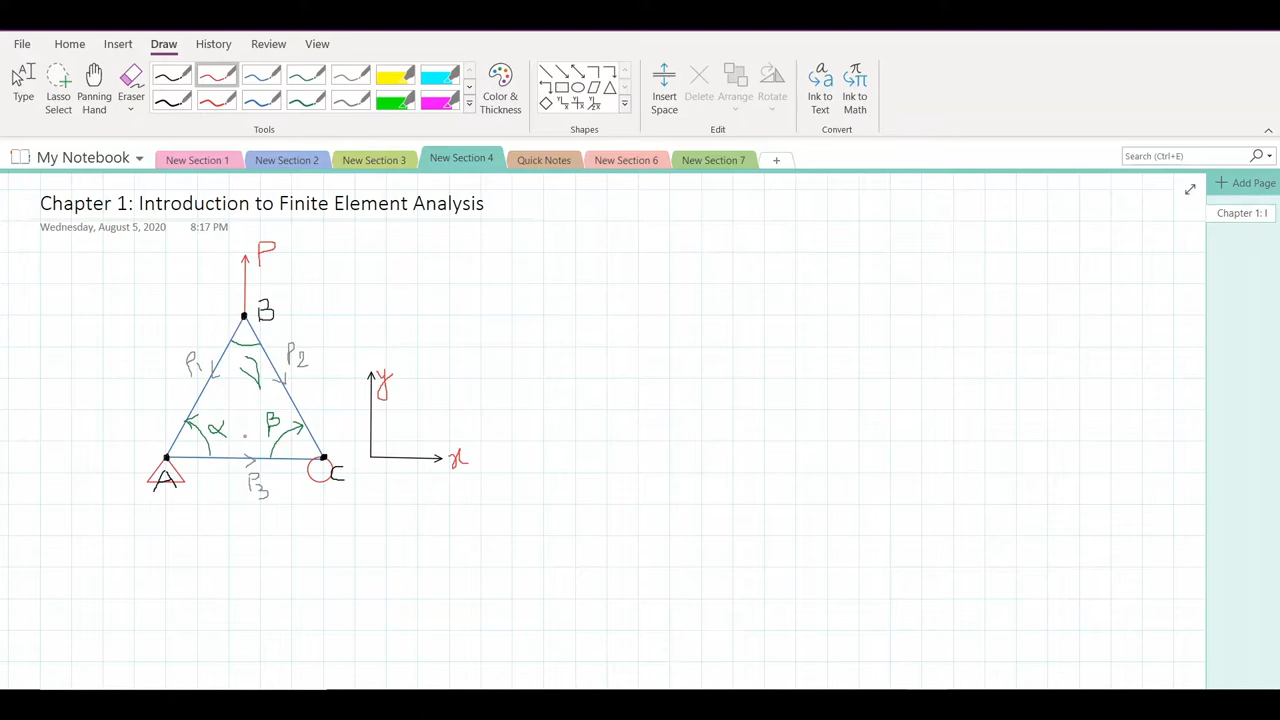 File Home Insert Draw History Review View
Type
Lasso Select
Panning Hand
Eraser
Color & Thickness
Insert Space
Delete Arrange Rotate
Ink to Text
Ink to Math
Tools Shapes Edit Convert
My Notebook New Section 1 New Section 2 New Section 3 New Section 4 Quick Notes New Section 6 New Section 7 +
Search (Ctrl+E)
Add Page
Chapter 1: Introduction to Finite Element Analysis
Chapter 1: I
Wednesday, August 5, 2020 8:17 PM
P
B
P1 P2
y
α β
A C
x
P3